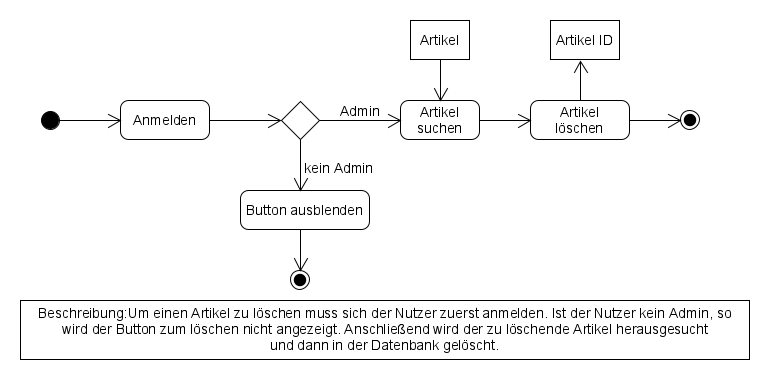 Artikel
Artikel ID
Anmelden
Admin
Artikel
suchen
Artikel
löschen
kein Admin
Button ausblenden
Beschreibung:Um einen Artikel zu löschen muss sich der Nutzer zuerst anmelden. Ist der Nutzer kein Admin, so
wird der Button zum löschen nicht angezeigt. Anschließend wird der zu löschende Artikel herausgesucht
und dann in der Datenbank gelöscht.